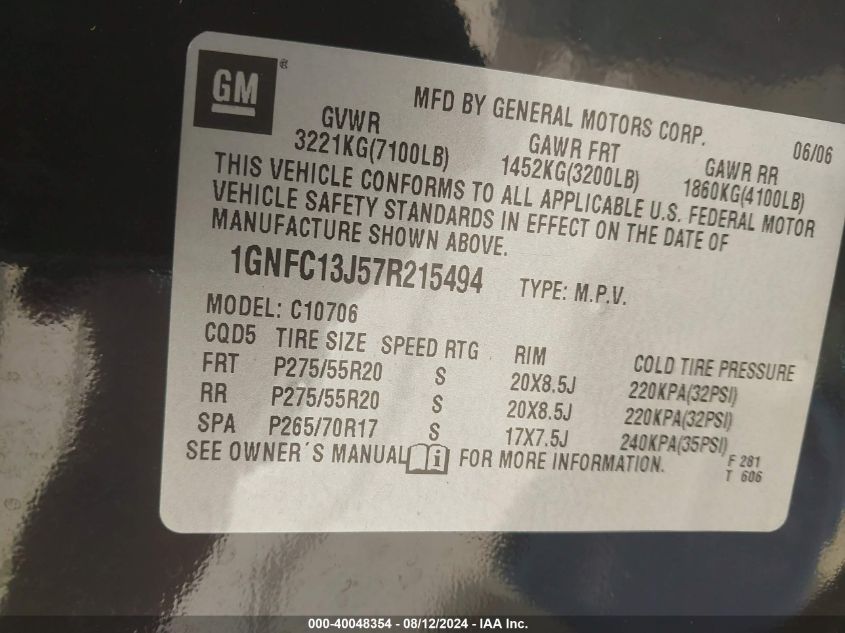 GM ®
MFD BY GENERAL MOTORS CORP. 06/06
GVWR GAWR FRT GAWR RR
3221KG(7100LB) 1452KG(3200LB) 1860KG(4100LB)
THIS VEHICLE CONFORMS TO ALL APPLICABLE U.S. FEDERAL MOTOR
VEHICLE SAFETY STANDARDS IN EFFECT ON THE DATE OF
MANUFACTURE SHOWN ABOVE.
1GNFC13J57R215494 TYPE: M.P.V.
MODEL: C10706
CQD5 TIRE SIZE SPEED RTG RIM COLD TIRE PRESSURE
FRT P275/55R20 S 20X8.5J 220KPA(32PSI)
RR P275/55R20 S 20X8.5J 220KPA(32PSI)
SPA P265/70R17 S 17X7.5J 240KPA(35PSI)
SEE OWNER´S MANUAL i FOR MORE INFORMATION. F 281
T 606
000-40048354 - 08/12/2024 - IAA Inc.